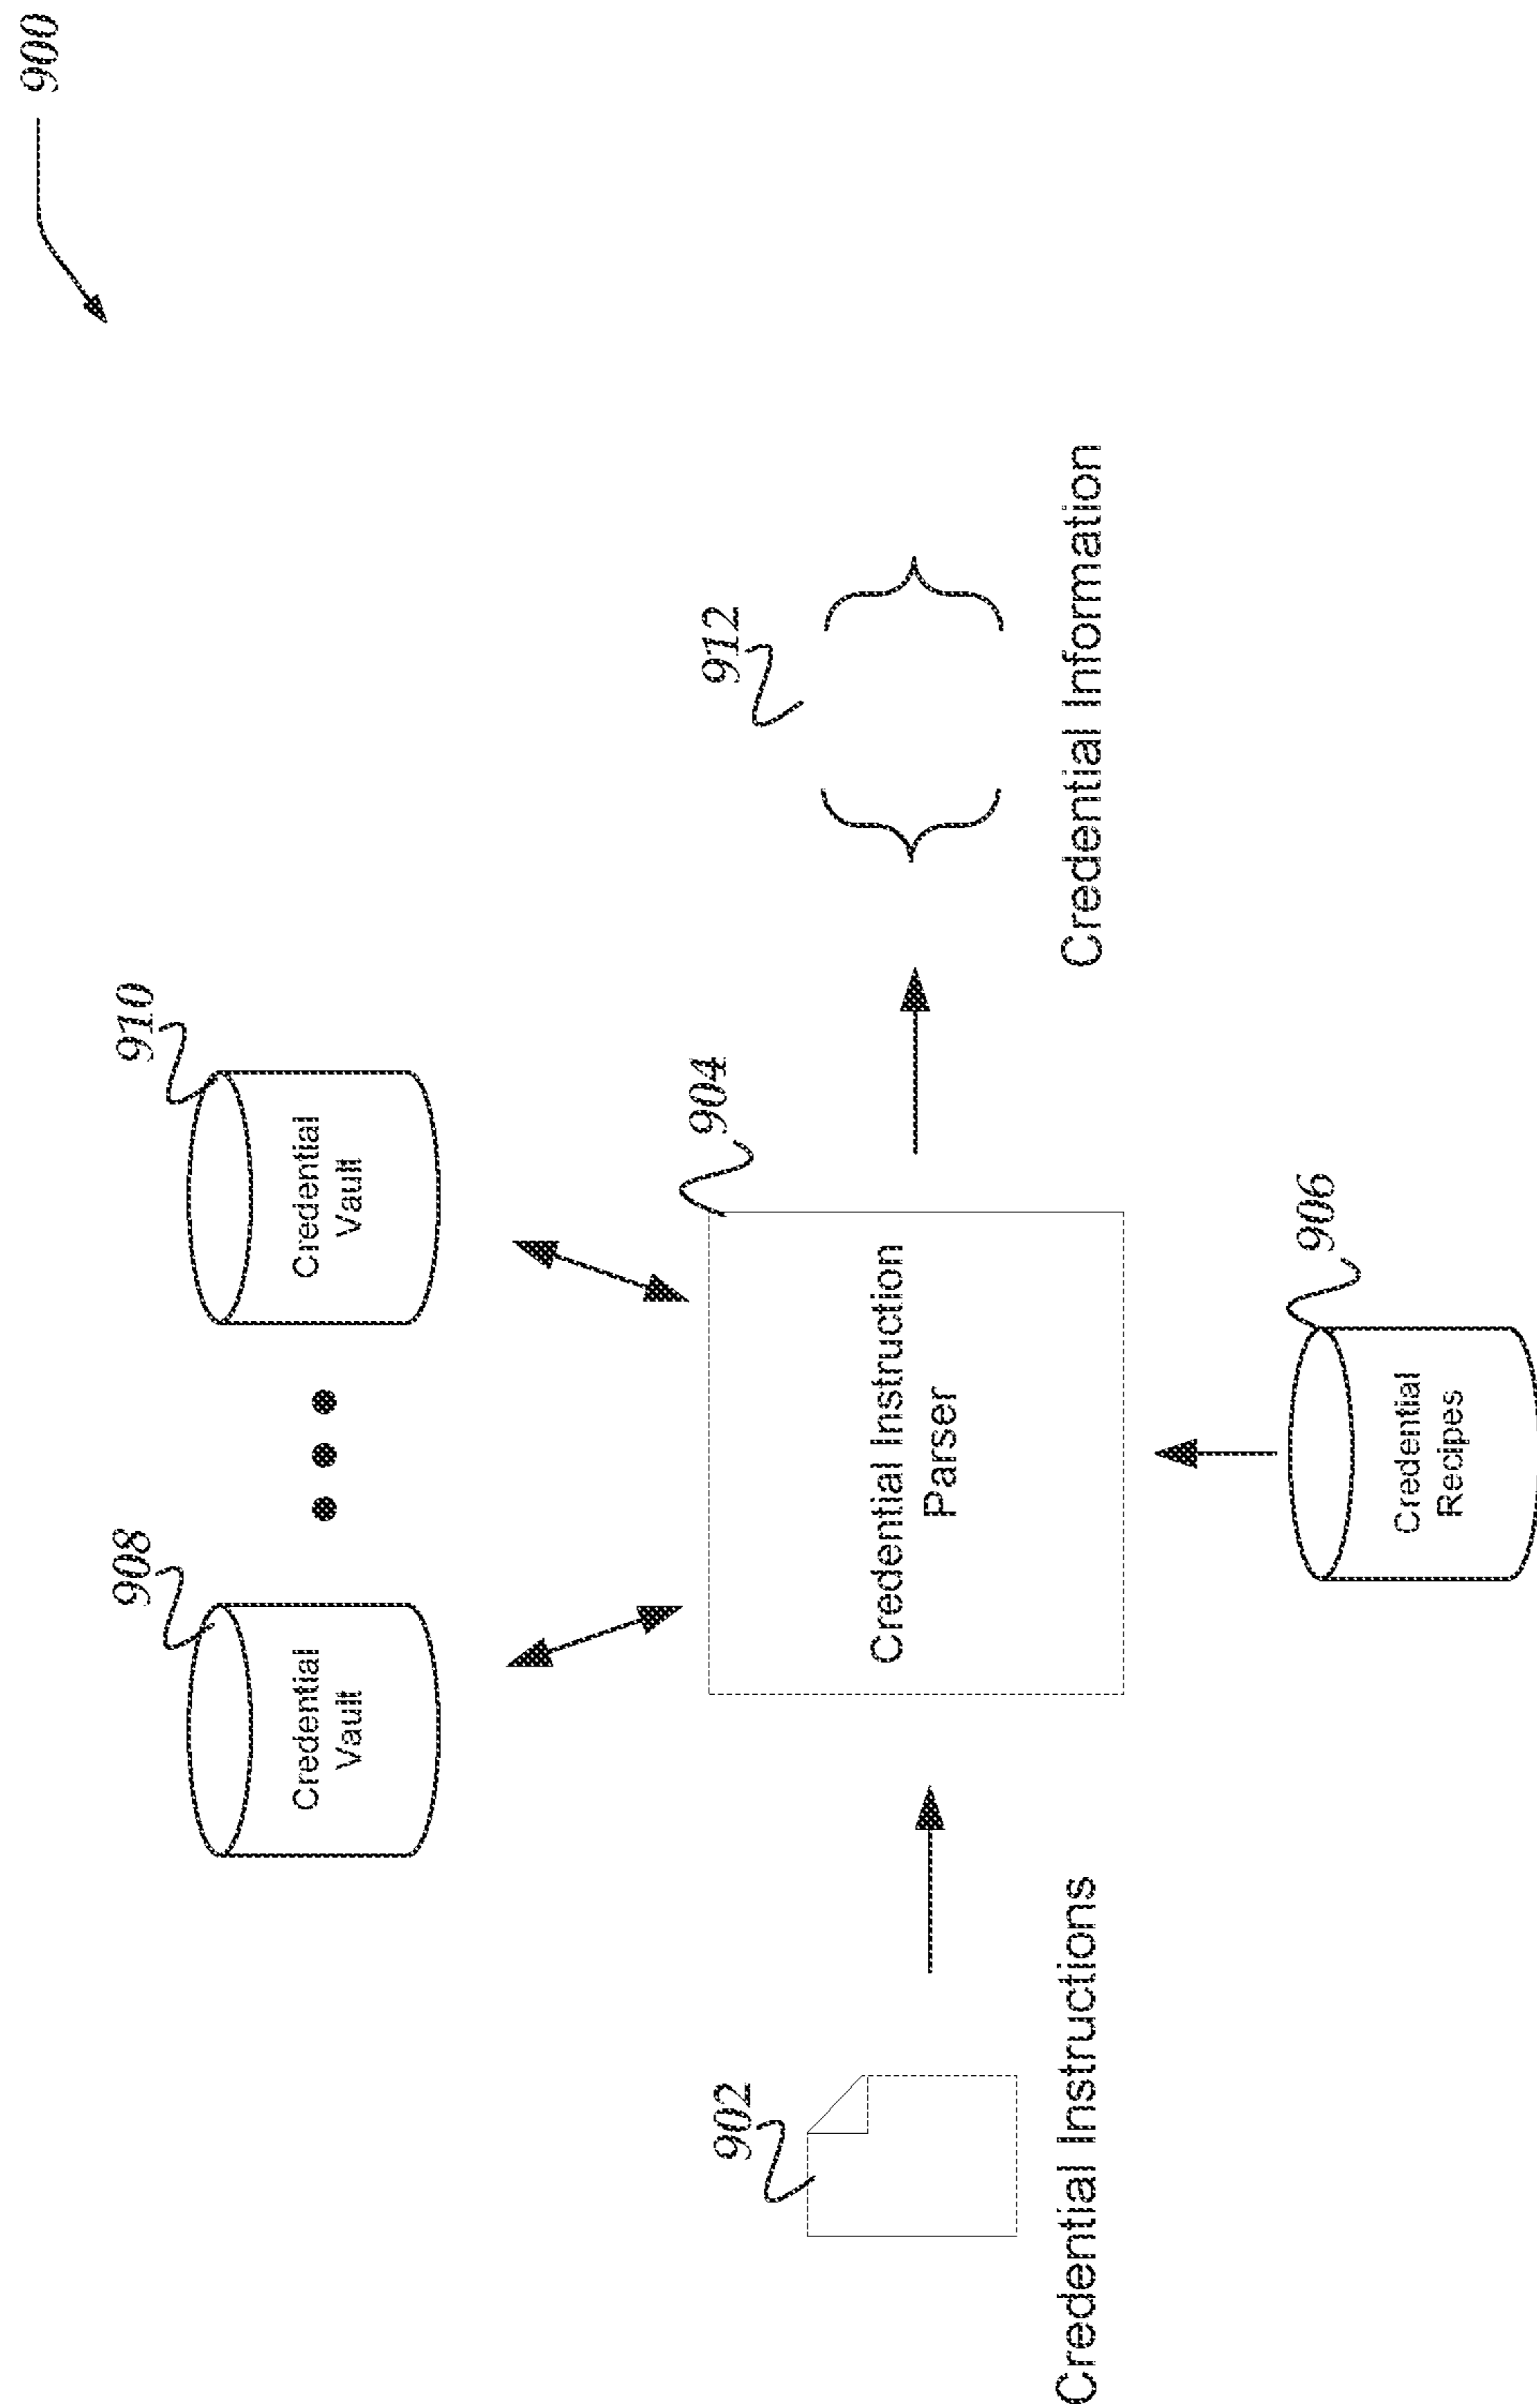 900
908
910
Credential
Vault
Credential
Vault
902
904
912
Credential Instruction
Parser
Credential Instructions
Credential Information
906
Credential
Recipes